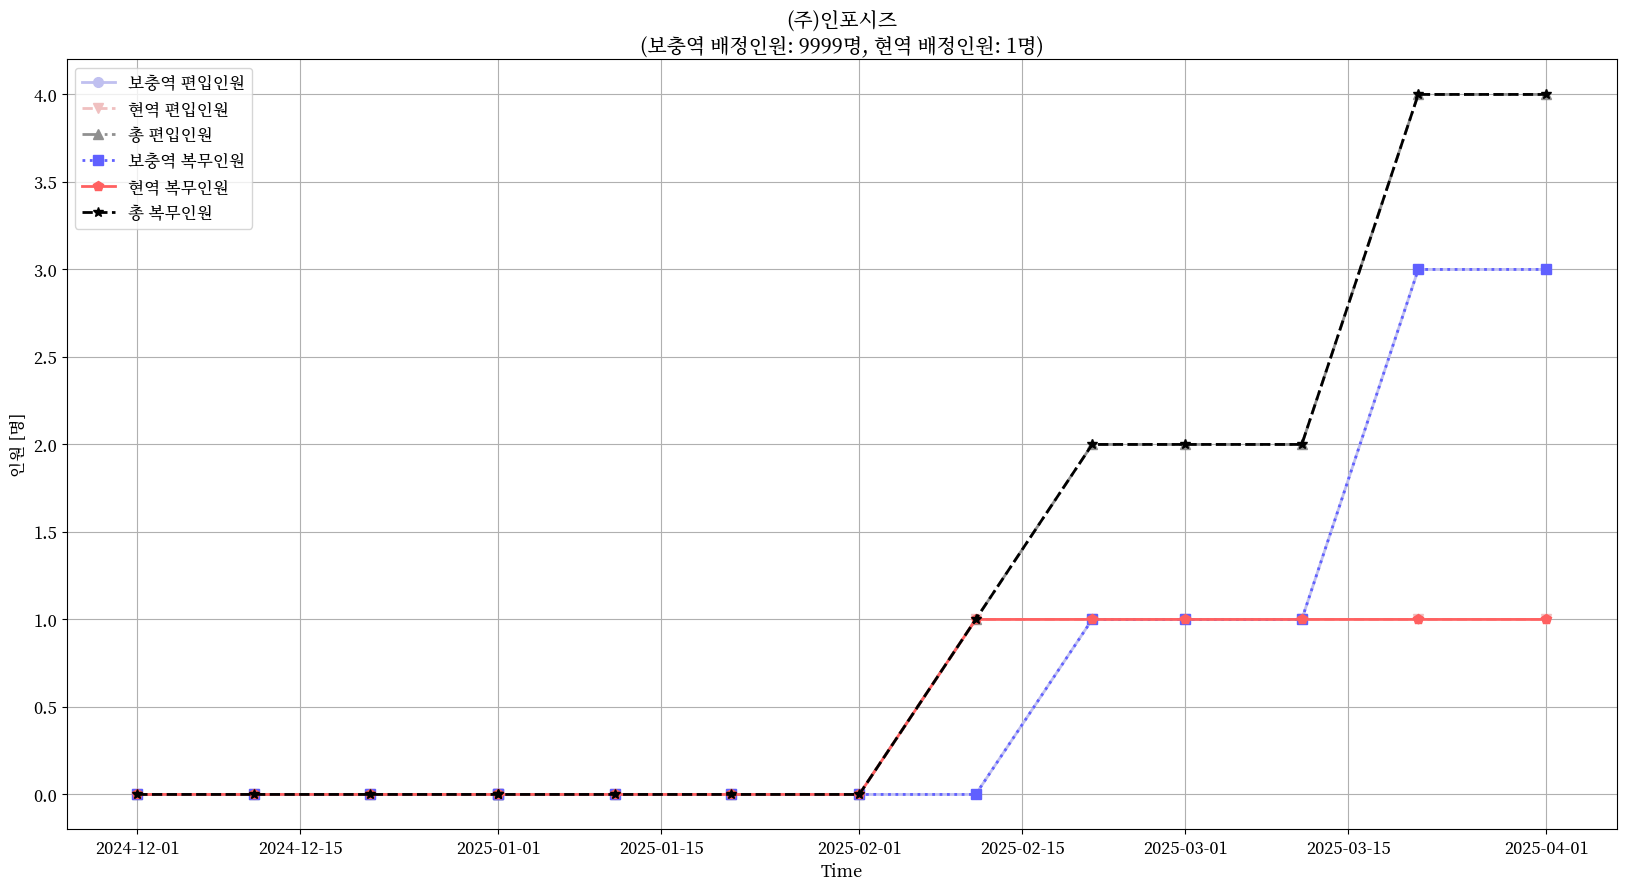 (주)인포시즈
(보충역 배정인원: 9999명, 현역 배정인원: 1명)
보충역 편입인원
현역 편입인원
총 편입인원
보충역 복무인원
현역 복무인원
총 복무인원
4.0
3.5
3.0
2.5
2.0
1.5
1.0
0.5
0.0
인원 [명]
2024-12-01 2024-12-15 2025-01-01 2025-01-15 2025-02-01 2025-02-15 2025-03-01 2025-03-15 2025-04-01
Time